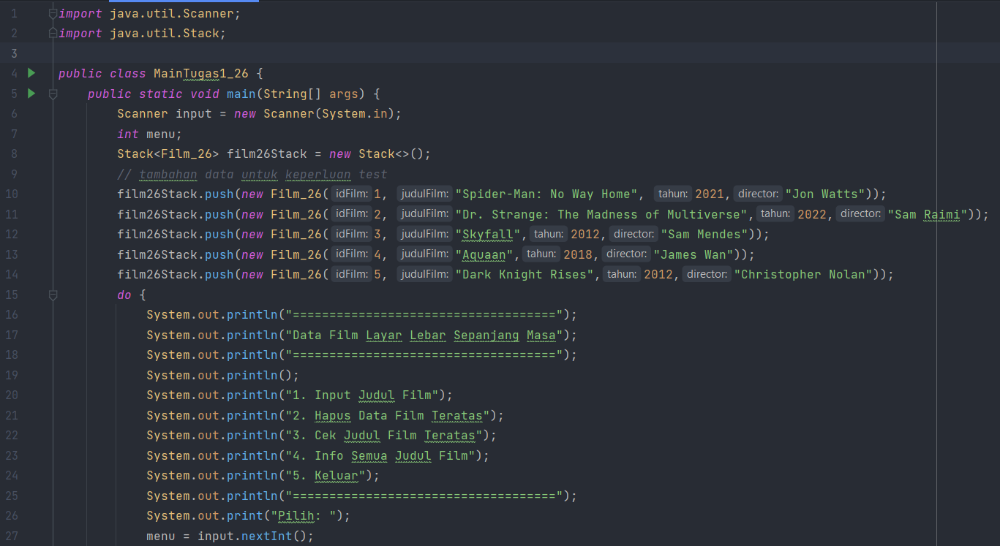 1 import java.util.Scanner;
2 import java.util.Stack;
3
4 public class MainTugas1_26 {
5 public static void main(String[] args) {
6 Scanner input = new Scanner(System.in);
7 int menu;
8 Stack<Film_26> film26Stack = new Stack<>();
9 // tambahan data untuk keperluan test
10 film26Stack.push(new Film_26( idFilm: 1, judulFilm: "Spider-Man: No Way Home", tahun: 2021, director: "Jon Watts"));
11 film26Stack.push(new Film_26( idFilm: 2, judulFilm: "Dr. Strange: The Madness of Multiverse", tahun: 2022, director: "Sam Raimi"));
12 film26Stack.push(new Film_26( idFilm: 3, judulFilm: "Skyfall", tahun: 2012, director: "Sam Mendes"));
13 film26Stack.push(new Film_26( idFilm: 4, judulFilm: "Aquaan", tahun: 2018, director: "James Wan"));
14 film26Stack.push(new Film_26( idFilm: 5, judulFilm: "Dark Knight Rises", tahun: 2012, director: "Christopher Nolan"));
15 do {
16 System.out.println("====================================");
17 System.out.println("Data Film Layar Lebar Sepanjang Masa");
18 System.out.println("====================================");
19 System.out.println();
20 System.out.println("1. Input Judul Film");
21 System.out.println("2. Hapus Data Film Teratas");
22 System.out.println("3. Cek Judul Film Teratas");
23 System.out.println("4. Info Semua Judul Film");
24 System.out.println("5. Keluar");
25 System.out.println("====================================");
26 System.out.print("Pilih: ");
27 menu = input.nextInt();